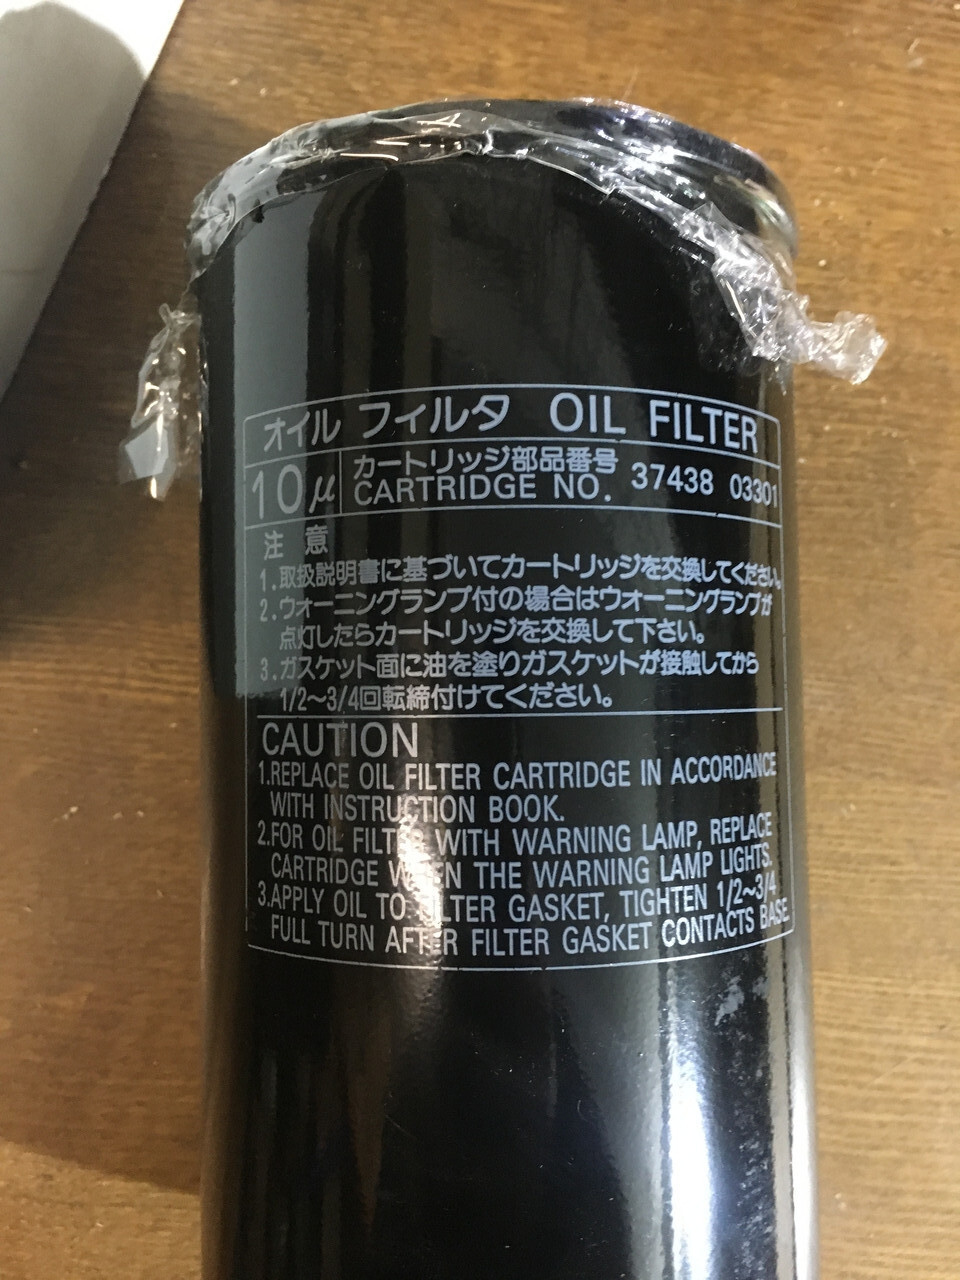 オイル フィルタ OIL FILTER
10μ
カートリッジ部品番号
CARTRIDGE NO. 37438 03301
注 意
1.取扱説明書に基づいてカートリッジを交換してください。
2.ウォーニングランプ付の場合はウォーニングランプが
点灯したらカートリッジを交換して下さい。
3.ガスケット面に油を塗りガスケットが接触してから
1/2〜3/4回転締付けてください。
CAUTION
1.REPLACE OIL FILTER CARTRIDGE IN ACCORDANCE
WITH INSTRUCTION BOOK.
2.FOR OIL FILTER WITH WARNING LAMP, REPLACE
CARTRIDGE WHEN THE WARNING LAMP LIGHTS.
3.APPLY OIL TO FILTER GASKET, TIGHTEN 1/2~3/4
FULL TURN AFTER FILTER GASKET CONTACTS BASE.